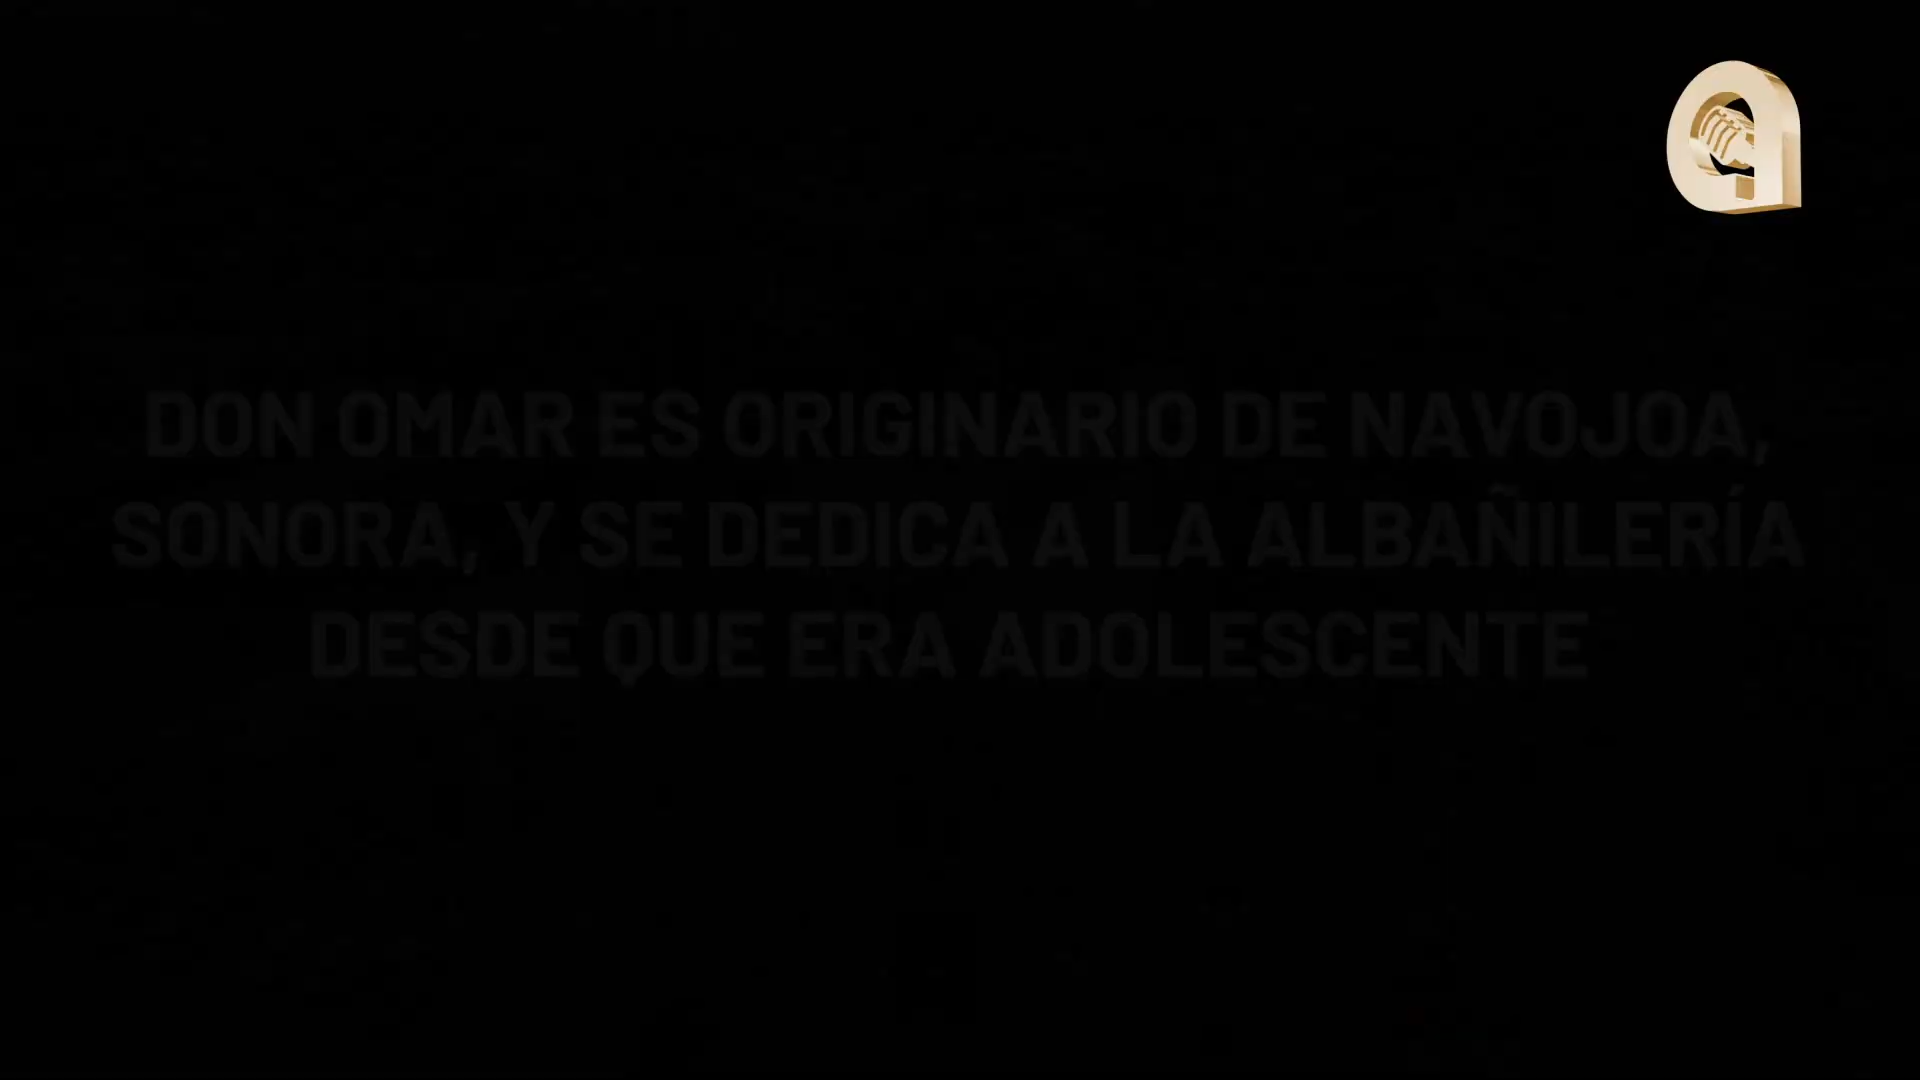 DON OMAR ES ORIGINARIO DE NAVOJOA,
SONORA, Y SE DEDICA A LA ALBAÑILERÍA
DESDE QUE ERA ADOLESCENTE